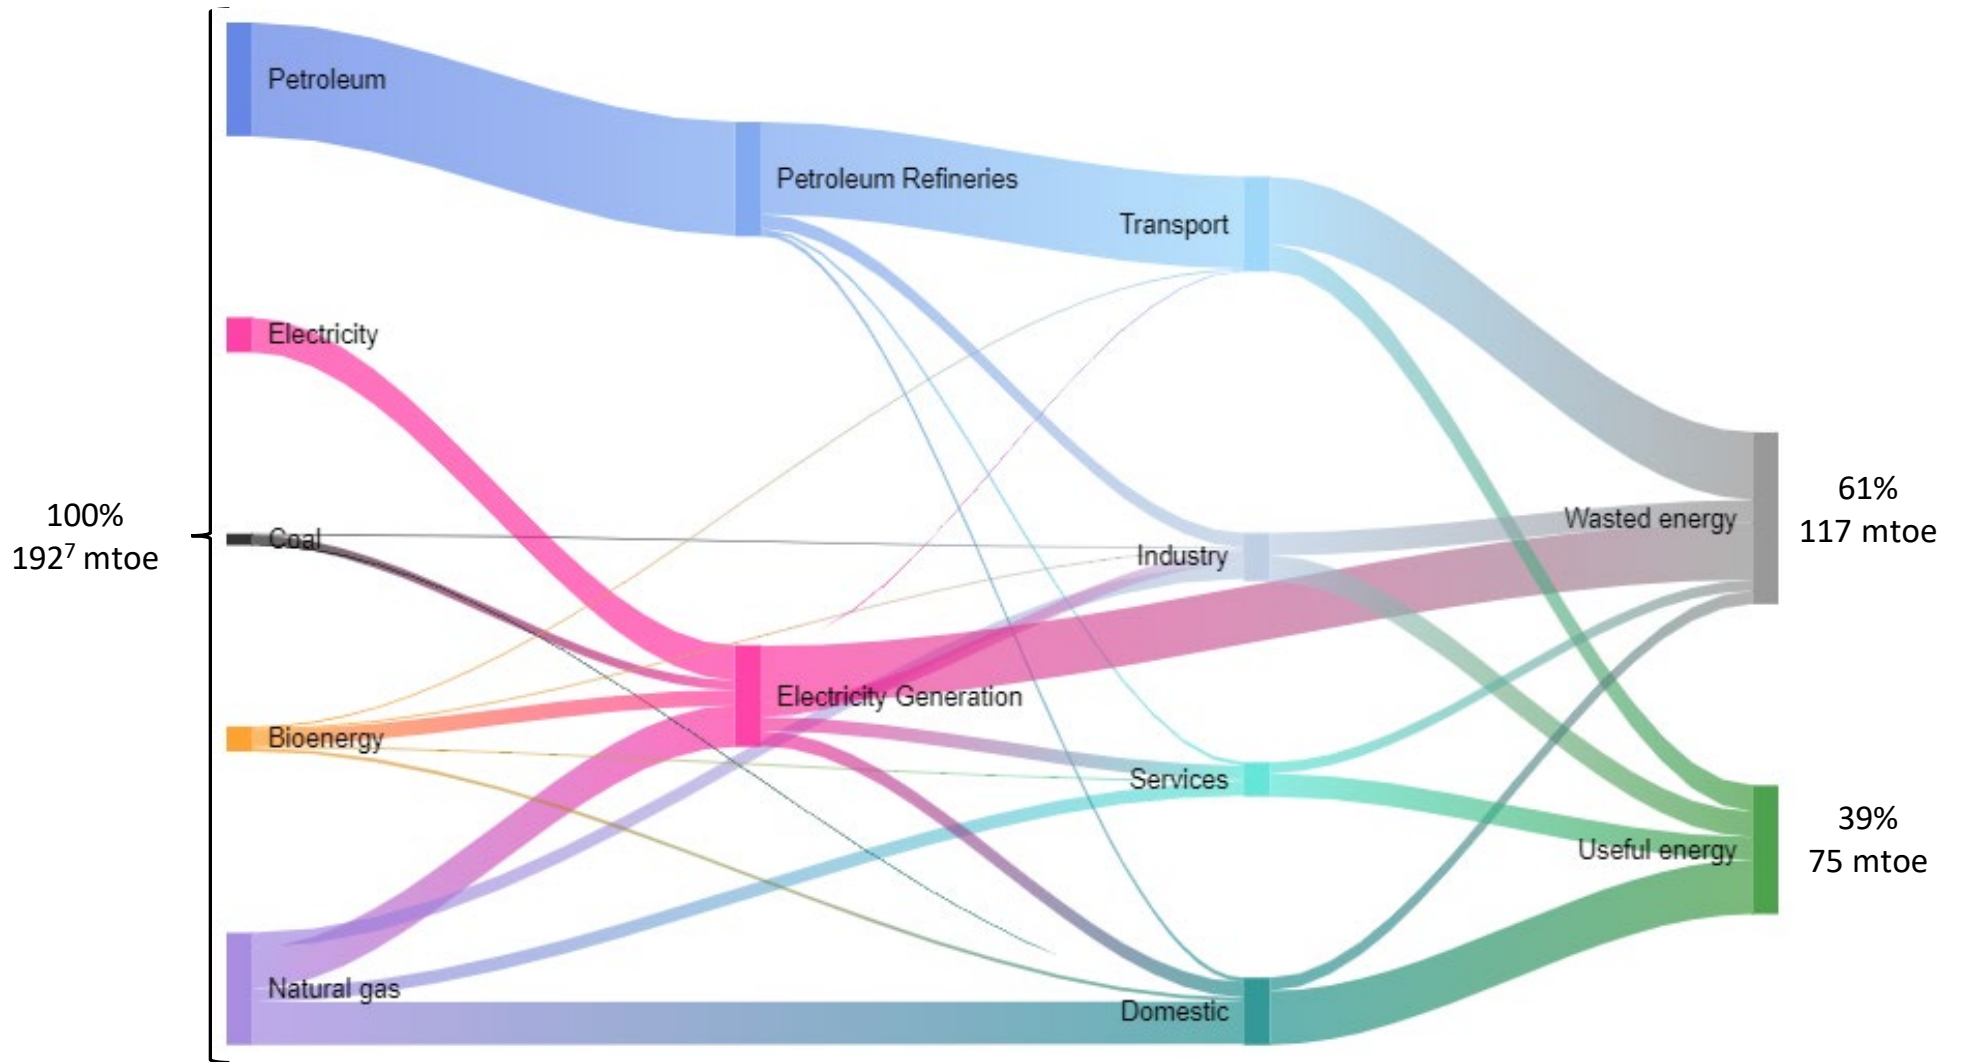 Petroleum
Petroleum Refineries
Transport
Electricity
100%
192⁷ mtoe
Coal
Industry
Wasted energy
61%
117 mtoe
Bioenergy
Electricity Generation
Services
Useful energy
39%
75 mtoe
Natural gas
Domestic